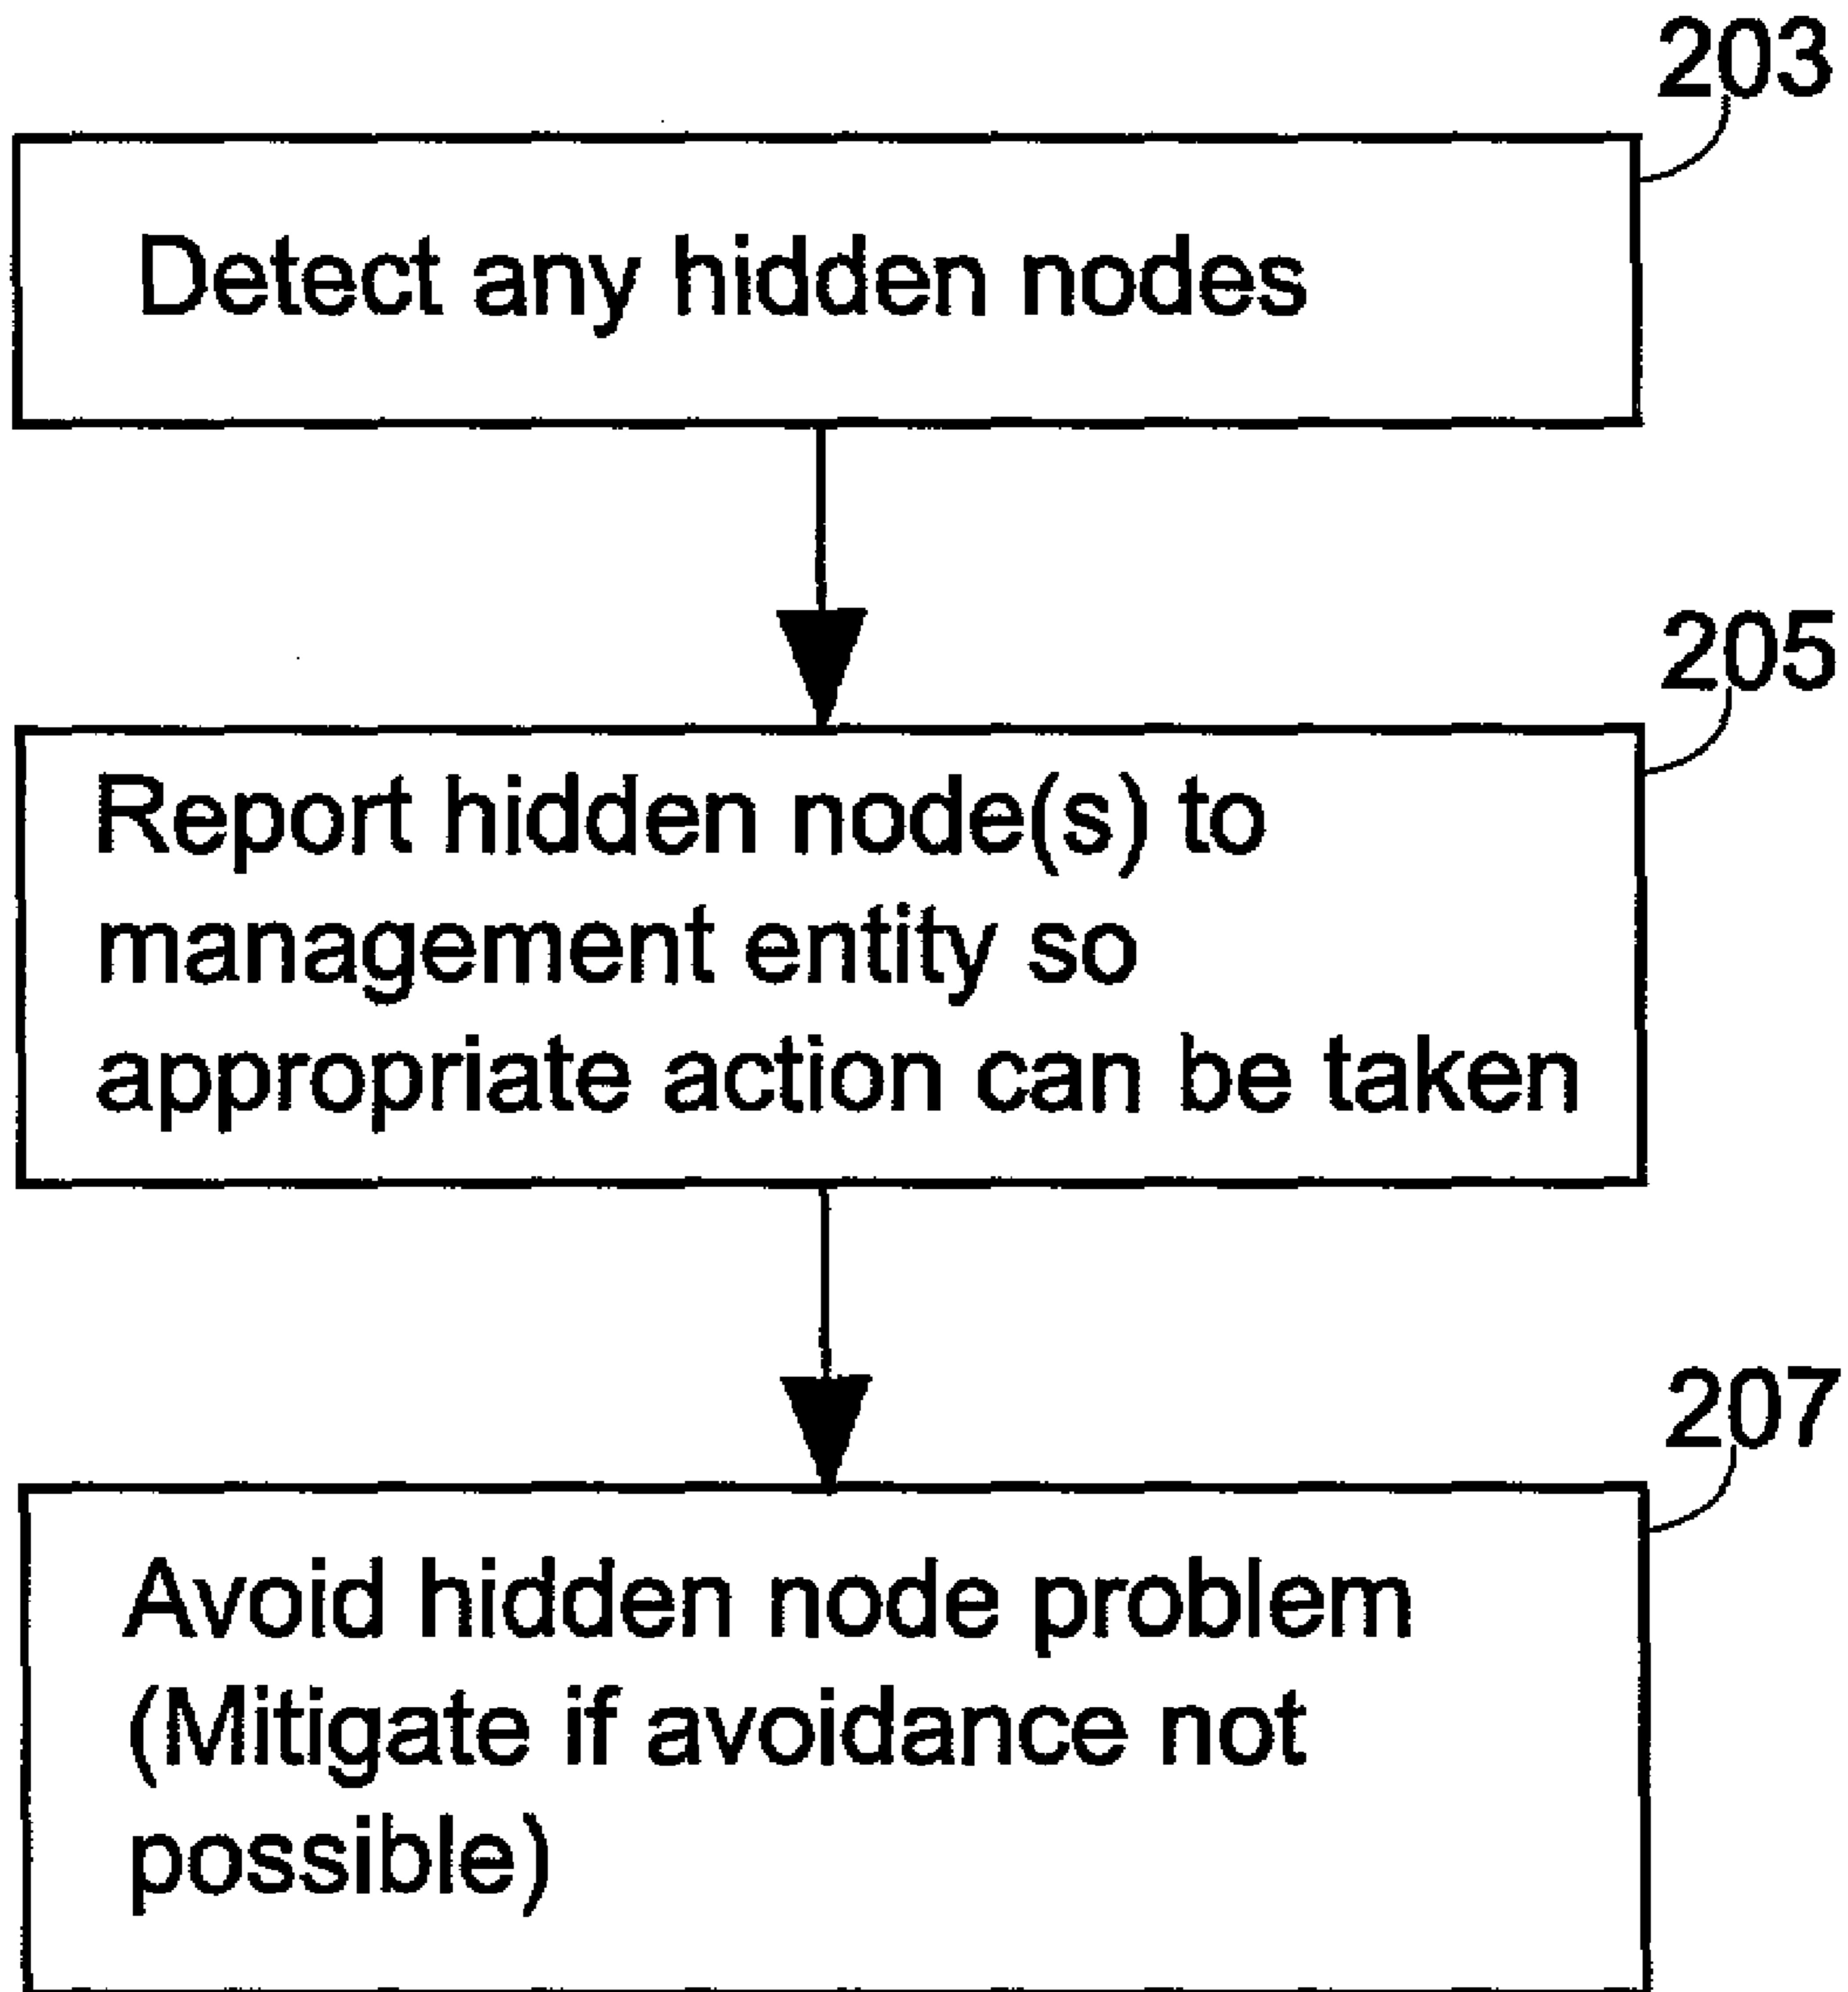 203
Detect any hidden nodes
205
Report hidden node(s) to
management entity so
appropriate action can be taken
207
Avoid hidden node problem
(Mitigate if avoidance not
possible)